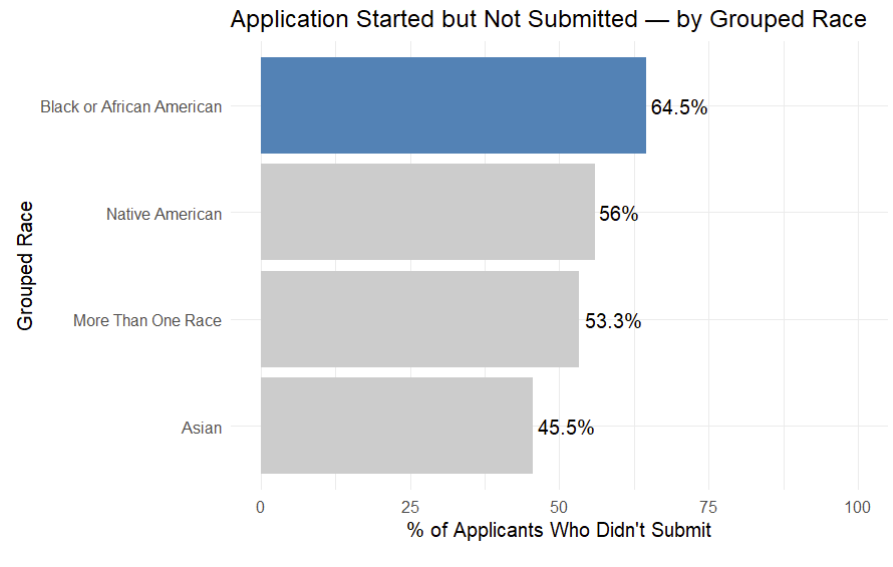 Application Started but Not Submitted — by Grouped Race
Black or African American
64.5%
Native American
56%
More Than One Race
53.3%
Asian
45.5%
Grouped Race
0 25 50 75 100
% of Applicants Who Didn't Submit